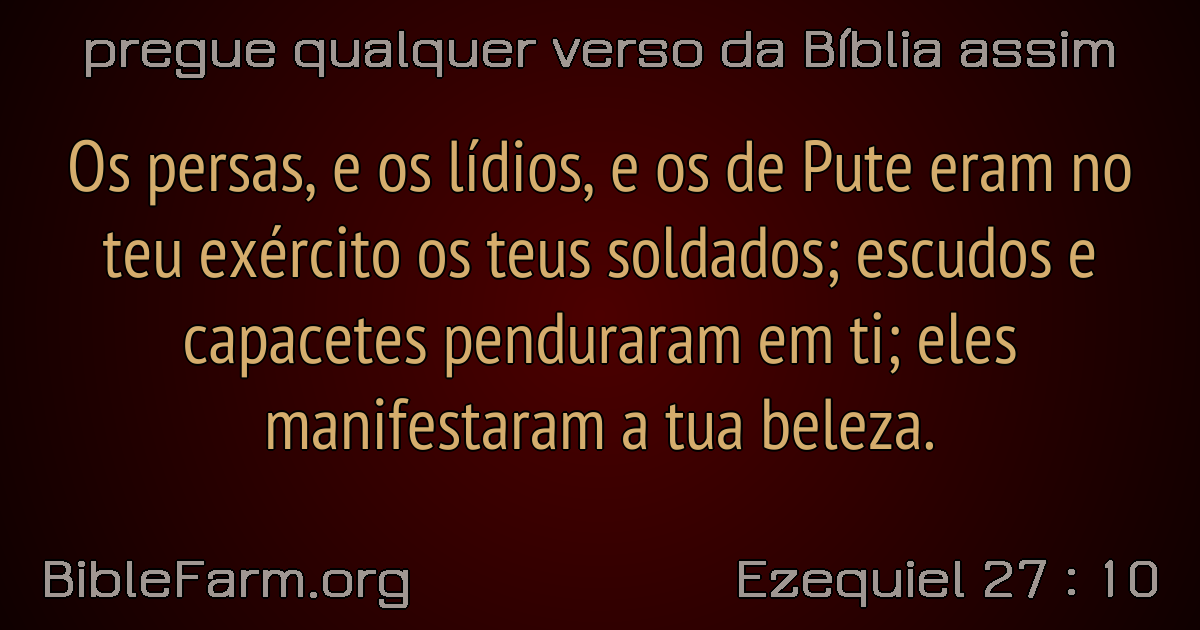 pregue qualquer verso da Bíblia assim
Os persas, e os lídios, e os de Pute eram no
teu exército os teus soldados; escudos e
capacetes penduraram em ti; eles
manifestaram a tua beleza.
BibleFarm.org
Ezequiel 27 : 10